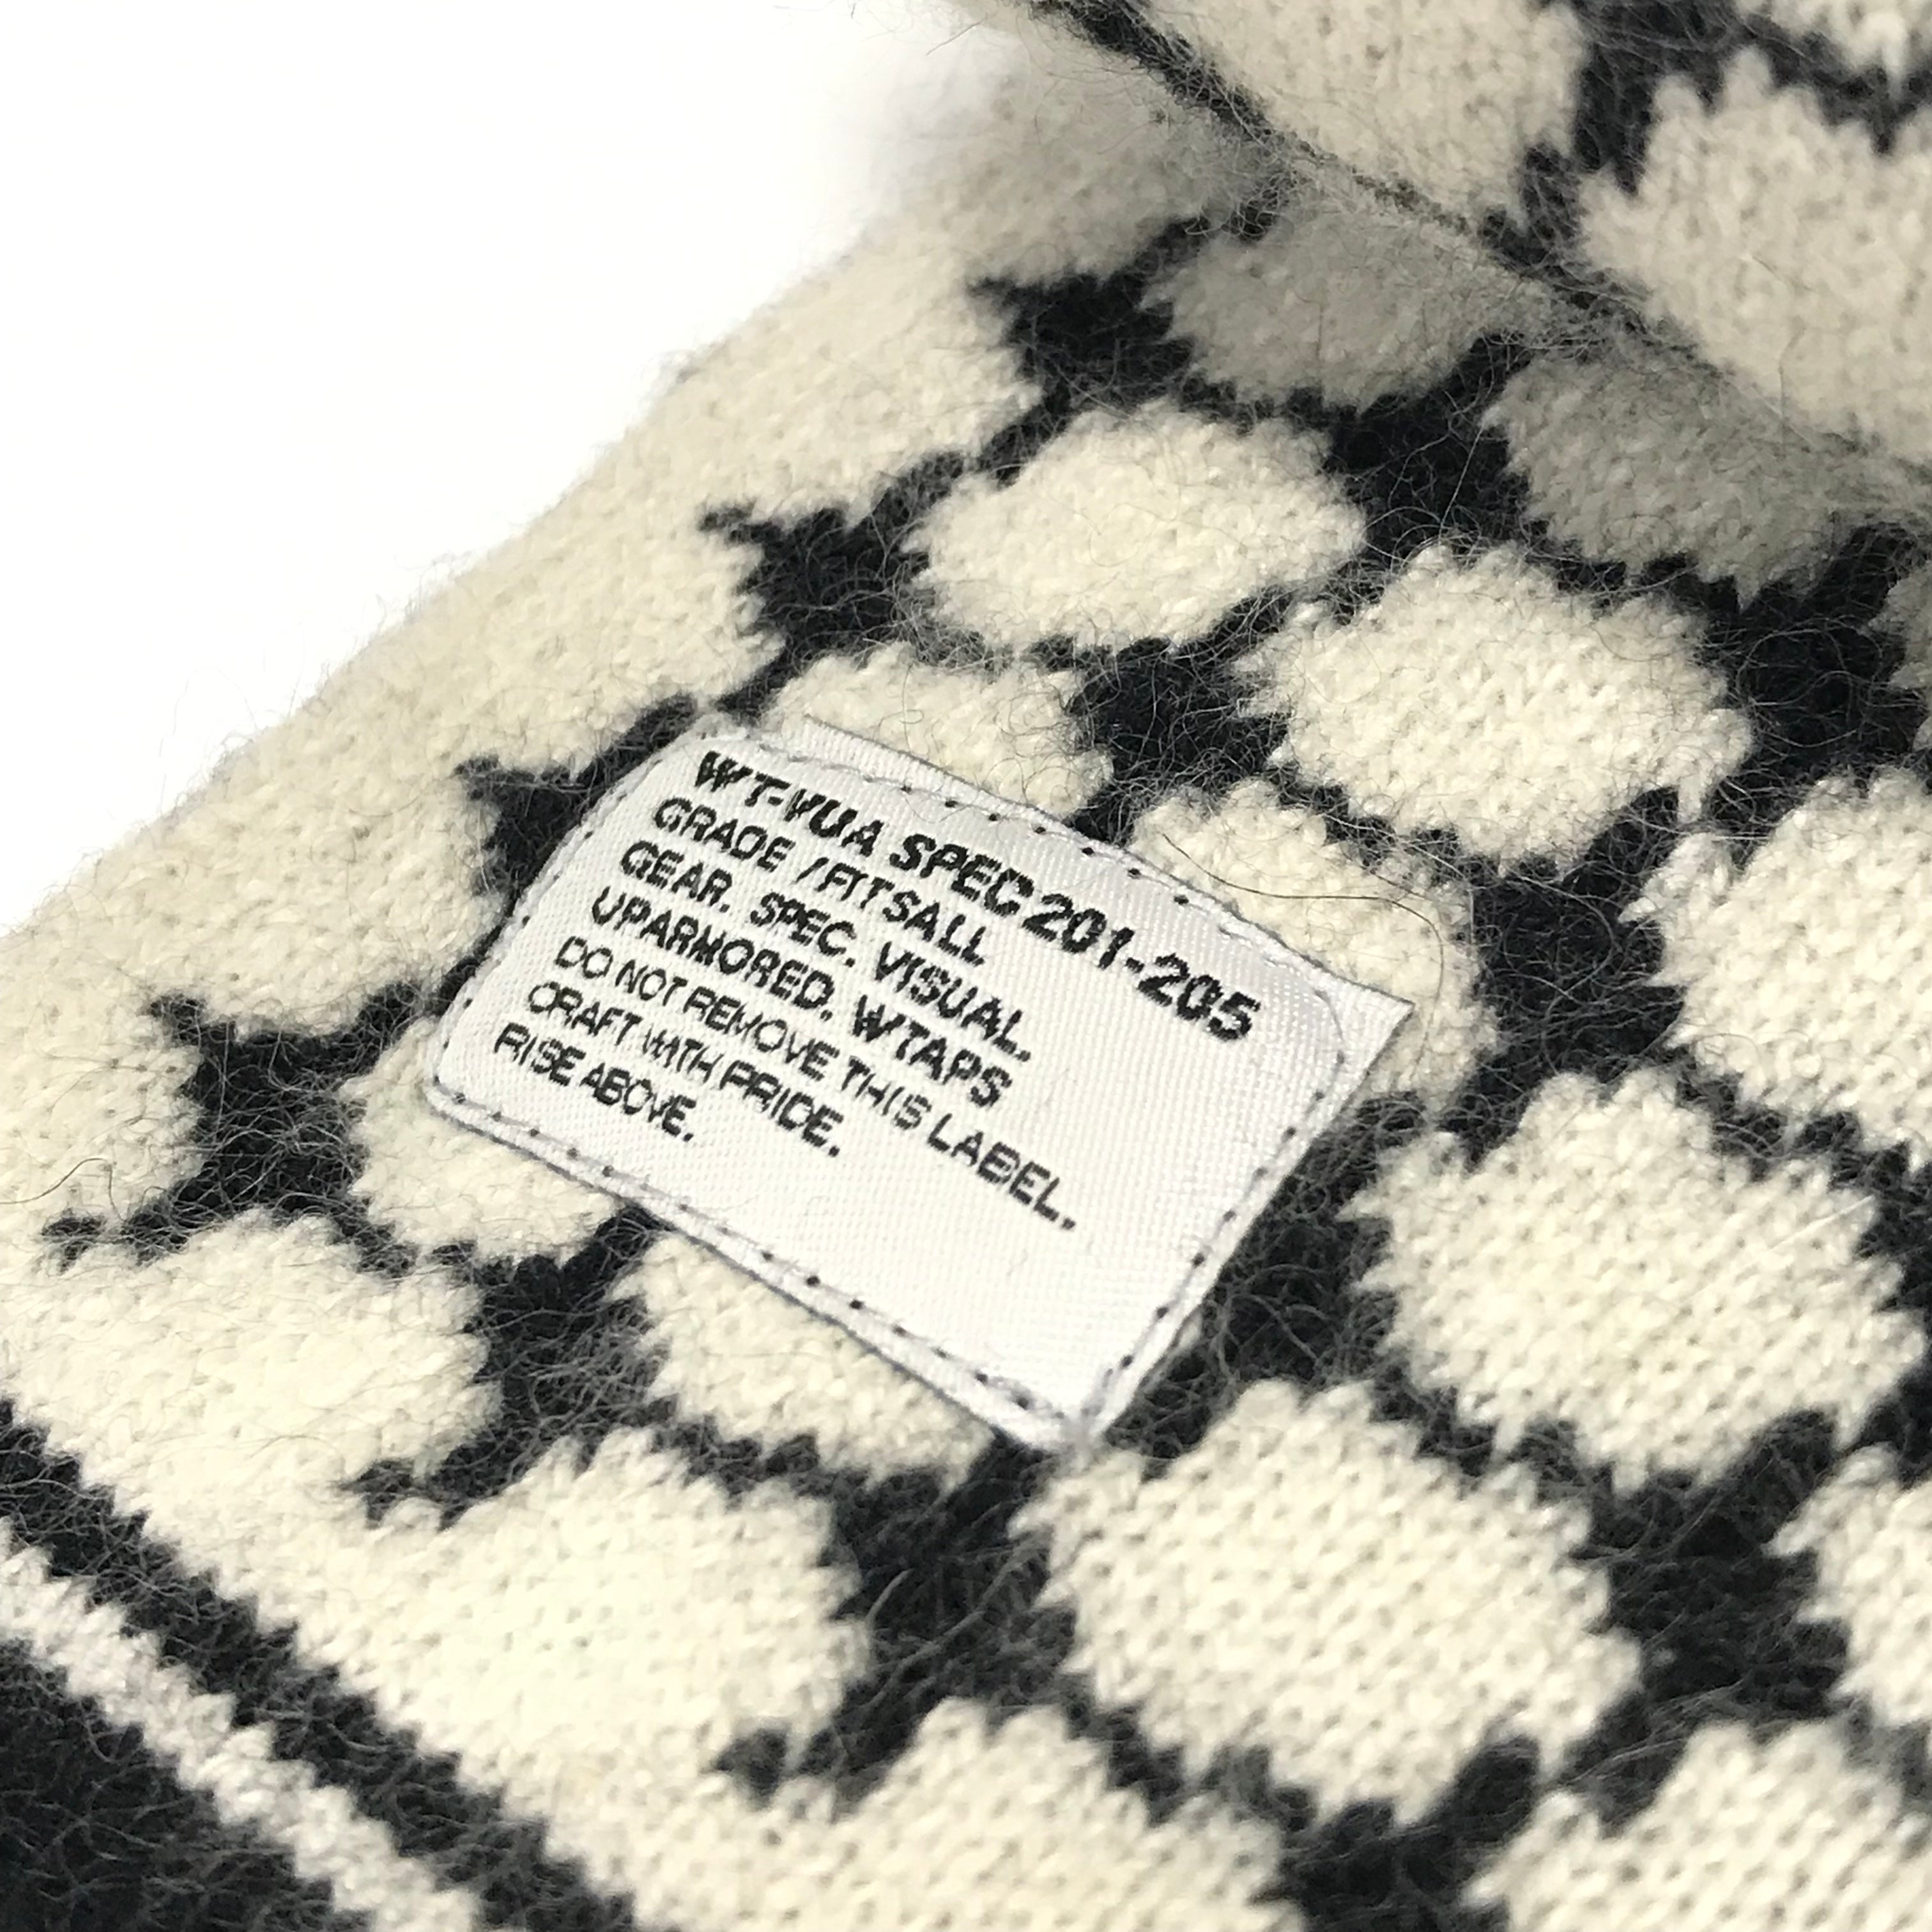 WT-VUA SPEC 201-205
GRADE / FITSALL
GEAR. SPEC. VISUAL.
UPARMORED. WTAPS
DO NOT REMOVE THIS LABEL.
CRAFT WITH PRIDE.
RISE ABOVE.